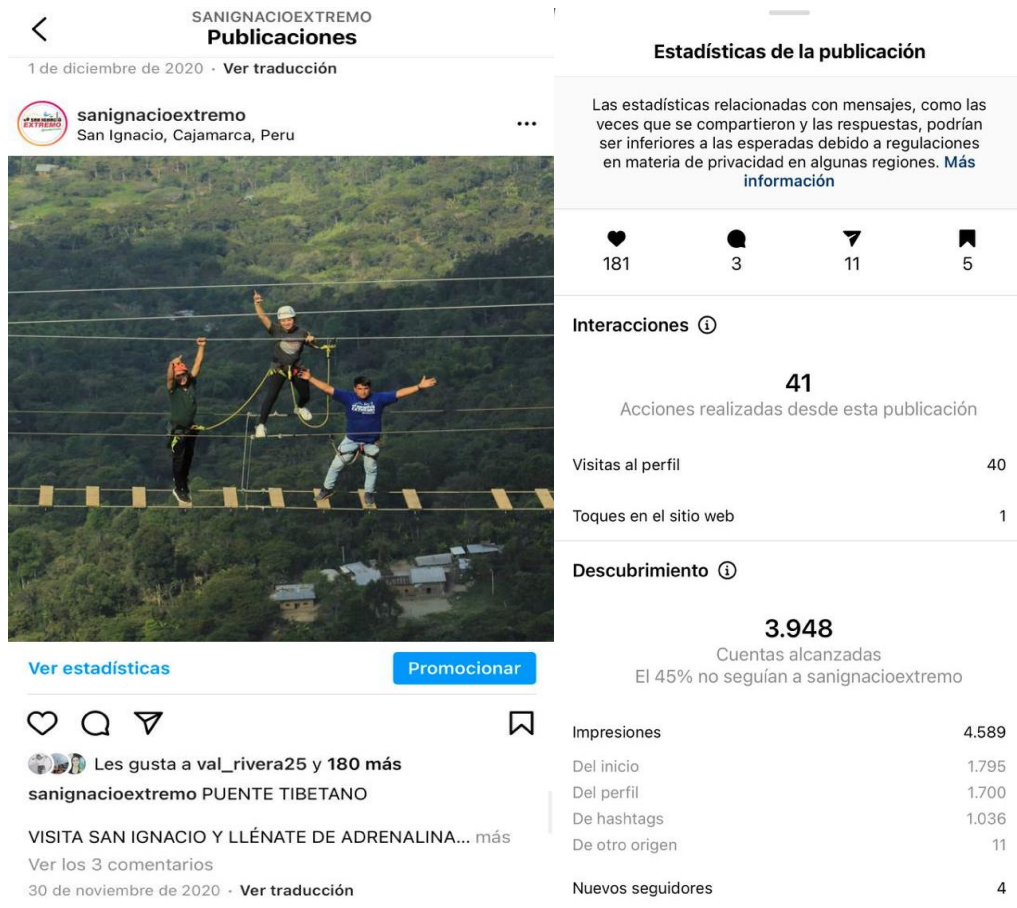 SANIGNACIOEXTREMO
Publicaciones
1 de diciembre de 2020 · Ver traducción
SAN IGNACIO
EXTREMO
sanignacioextremo
San Ignacio, Cajamarca, Peru
Ver estadísticas
Promocionar
Les gusta a val_rivera25 y 180 más
sanignacioextremo PUENTE TIBETANO
VISITA SAN IGNACIO Y LLÉNATE DE ADRENALINA... más
Ver los 3 comentarios
30 de noviembre de 2020 · Ver traducción
Estadísticas de la publicación
Las estadísticas relacionadas con mensajes, como las
veces que se compartieron y las respuestas, podrían
ser inferiores a las esperadas debido a regulaciones
en materia de privacidad en algunas regiones. Más
información
181 3 11 5
Interacciones
41
Acciones realizadas desde esta publicación
Visitas al perfil 40
Toques en el sitio web 1
Descubrimiento
3.948
Cuentas alcanzadas
El 45% no seguían a sanignacioextremo
Impresiones 4.589
Del inicio 1.795
Del perfil 1.700
De hashtags 1.036
De otro origen 11
Nuevos seguidores 4